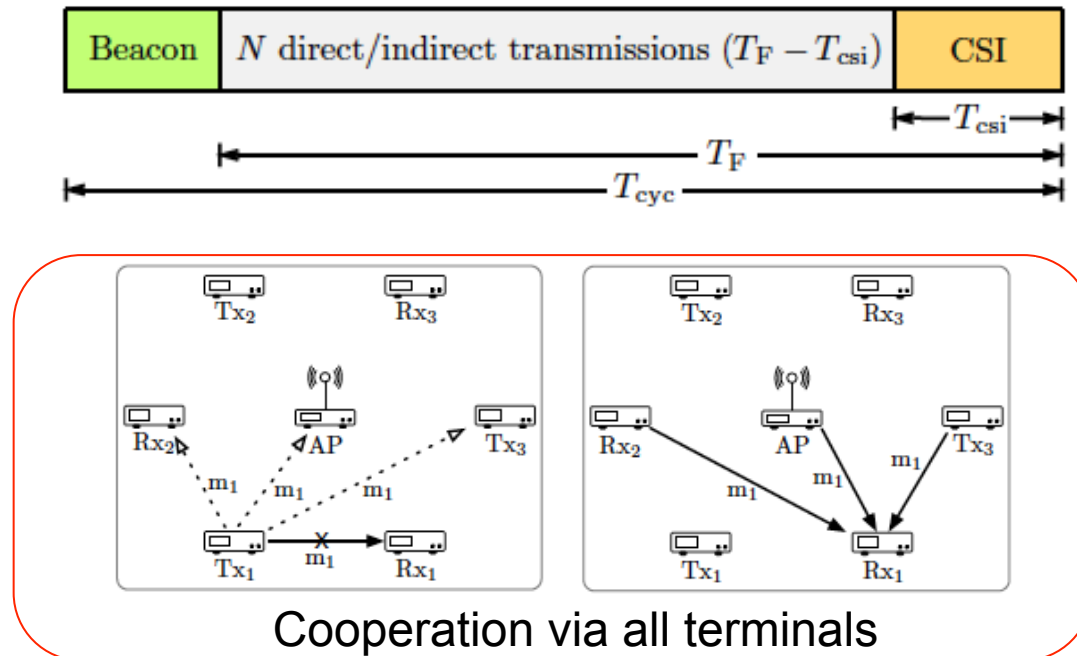 Beacon N direct/indirect transmissions (T_F − T_csi) CSI
T_csi
T_F
T_cyc
Tx₂ Rx₃
Rx₂ AP Tx₃
m₁ m₁ m₁
x
Tx₁ m₁ Rx₁
Tx₂ Rx₃
Rx₂ AP Tx₃
m₁ m₁ m₁
Tx₁ Rx₁
Cooperation via all terminals